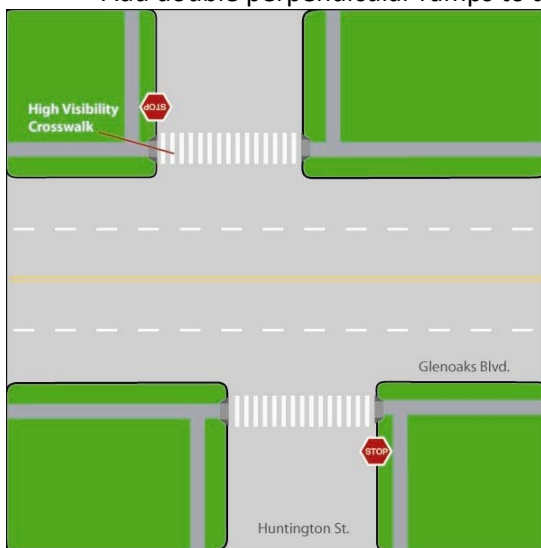 Add double perpendicular ramps to
STOP
High Visibility
Crosswalk
Glenoaks Blvd.
STOP
Huntington St.